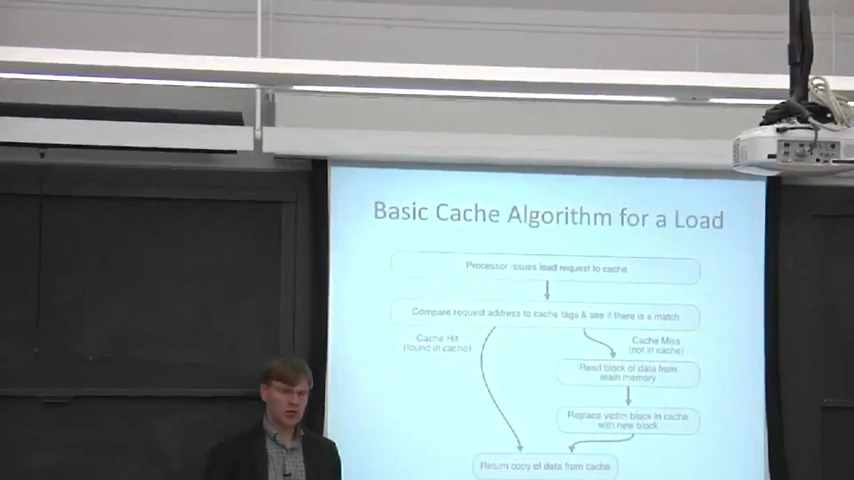 Basic Cache Algorithm for a Load
Processor issues load request to cache
Compare request address to cache tags & see if there is a match
Cache Hit
(found in cache)
Cache Miss
(not in cache)
Read block of data from
main memory
Replace victim block in cache
with new block
Return copy of data from cache